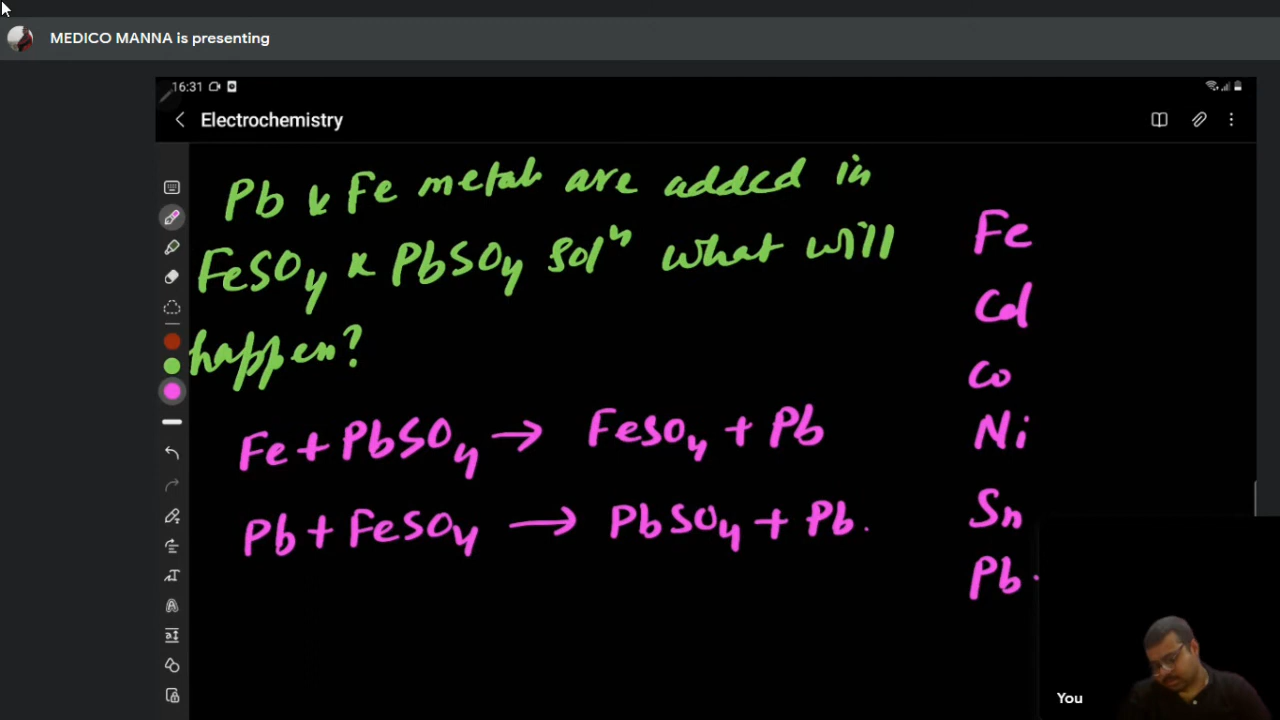 MEDICO MANNA is presenting
16:31
Electrochemistry
Pb & Fe metals are added in
FeSO4 & PbSO4 solⁿ what will
happen?
Fe + PbSO4 → FeSO4 + Pb
Pb + FeSO4 → PbSO4 + Pb.
Fe
Cd
Co
Ni
Sn
Pb.
You